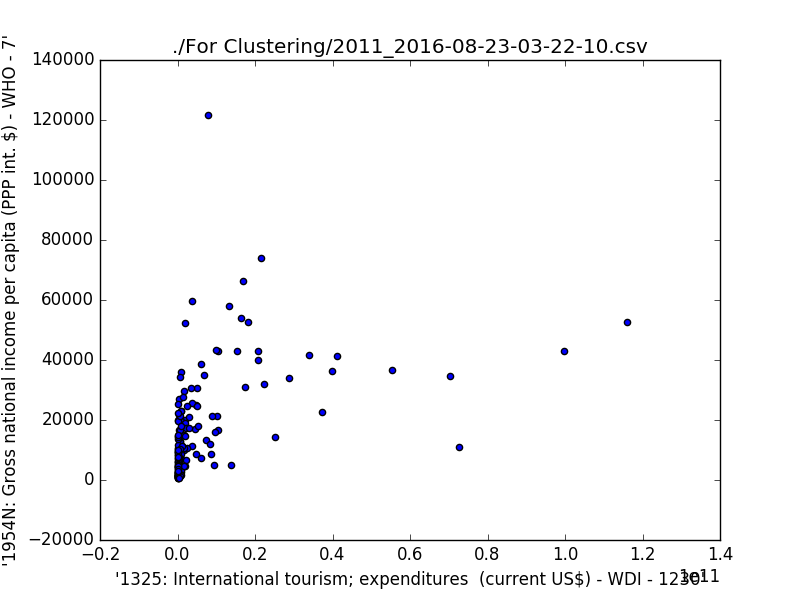 ./For Clustering/2011_2016-08-23-03-22-10.csv
'1954N: Gross national income per capita (PPP int. $) - WHO - 7'
140000
120000
100000
80000
60000
40000
20000
0
−20000
−0.2 0.0 0.2 0.4 0.6 0.8 1.0 1.2 1.4
1e11
'1325: International tourism; expenditures  (current US$) - WDI - 1230'